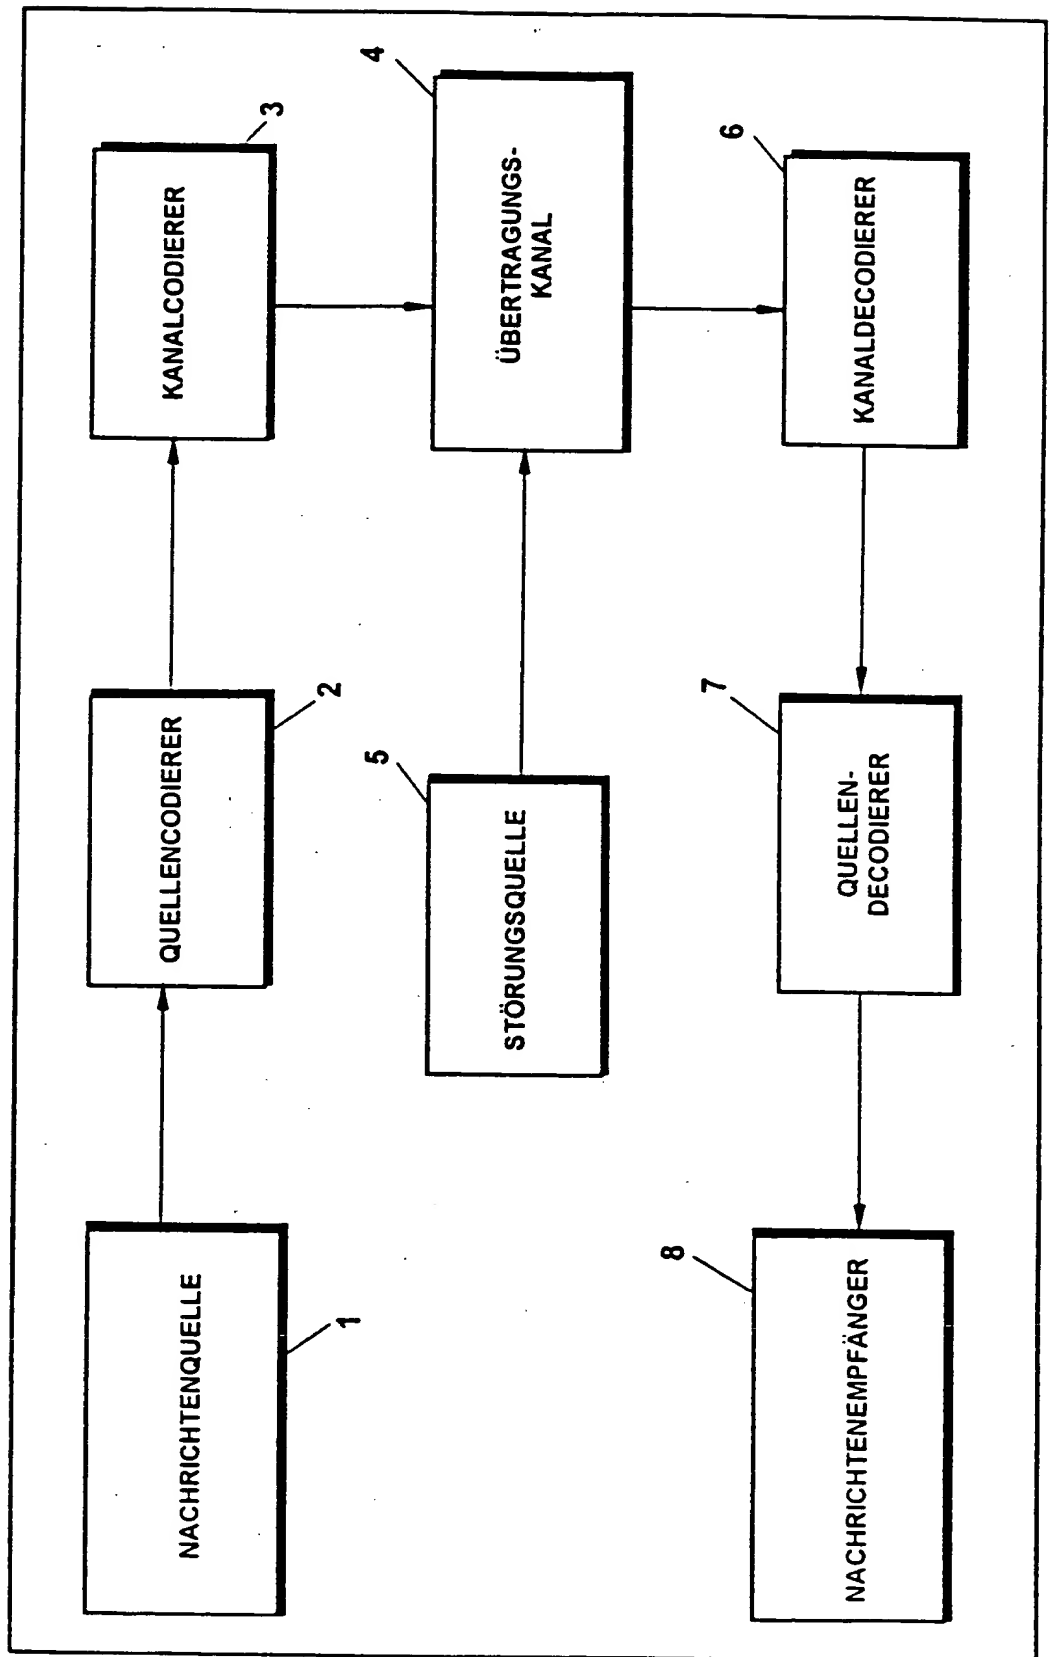 NACHRICHTENQUELLE
1
QUELLENCODIERER
2
KANALCODIERER
3
ÜBERTRAGUNGS-
KANAL
4
STÖRUNGSQUELLE
5
KANALDECODIERER
6
QUELLEN-
DECODIERER
7
NACHRICHTENEMPFÄNGER
8